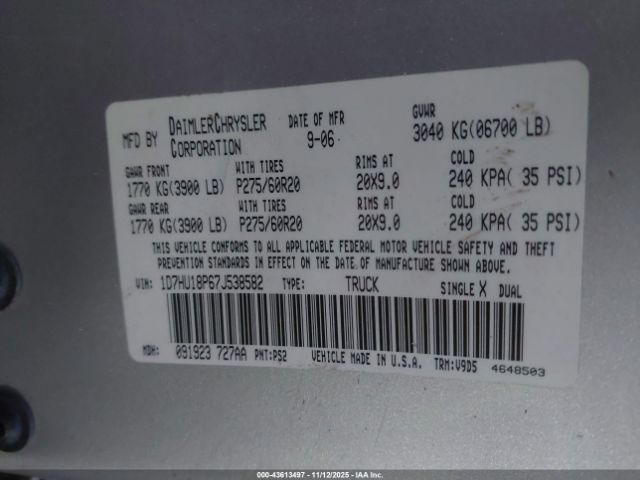 MFD BY DAIMLERCHRYSLER CORPORATION DATE OF MFR 9-06 GVWR 3040 KG(06700 LB)
GAWR FRONT WITH TIRES RIMS AT COLD
1770 KG(3900 LB) P275/60R20 20X9.0 240 KPA( 35 PSI)
GAWR REAR WITH TIRES RIMS AT COLD
1770 KG(3900 LB) P275/60R20 20X9.0 240 KPA( 35 PSI)
THIS VEHICLE CONFORMS TO ALL APPLICABLE FEDERAL MOTOR VEHICLE SAFETY AND THEFT
PREVENTION STANDARDS IN EFFECT ON THE DATE OF MANUFACTURE SHOWN ABOVE.
VIN: 1D7HU18P67J538582 TYPE: TRUCK SINGLE X DUAL
MDH: 091923 727AA PNT:PS2 VEHICLE MADE IN U.S.A. TRM:V9D5 4648503
© 43613497 - 11/12/2025 - IAA Inc.